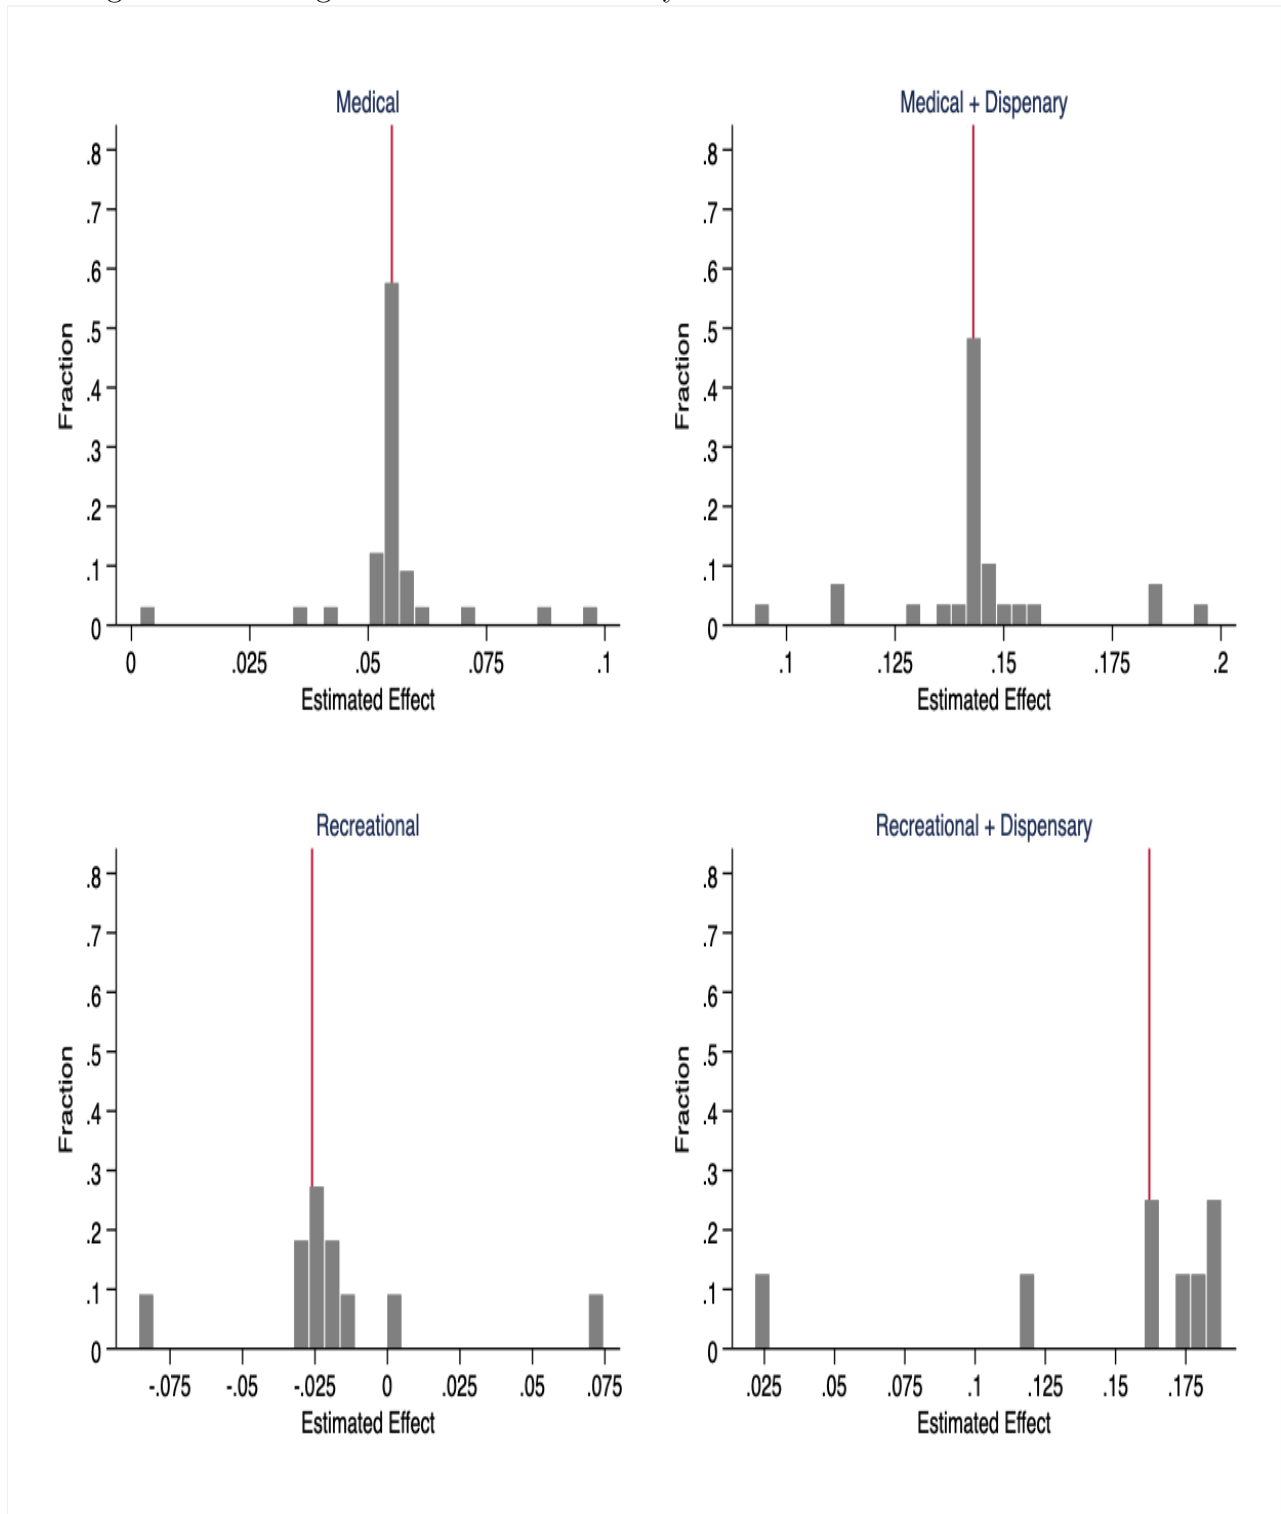 Medical
.8
.7
.6
.5
.4
.3
.2
.1
0
Fraction
0 .025 .05 .075 .1
Estimated Effect
Medical + Dispenary
.8
.7
.6
.5
.4
.3
.2
.1
0
Fraction
.1 .125 .15 .175 .2
Estimated Effect
Recreational
.8
.7
.6
.5
.4
.3
.2
.1
0
Fraction
-.075 -.05 -.025 0 .025 .05 .075
Estimated Effect
Recreational + Dispensary
.8
.7
.6
.5
.4
.3
.2
.1
0
Fraction
.025 .05 .075 .1 .125 .15 .175
Estimated Effect